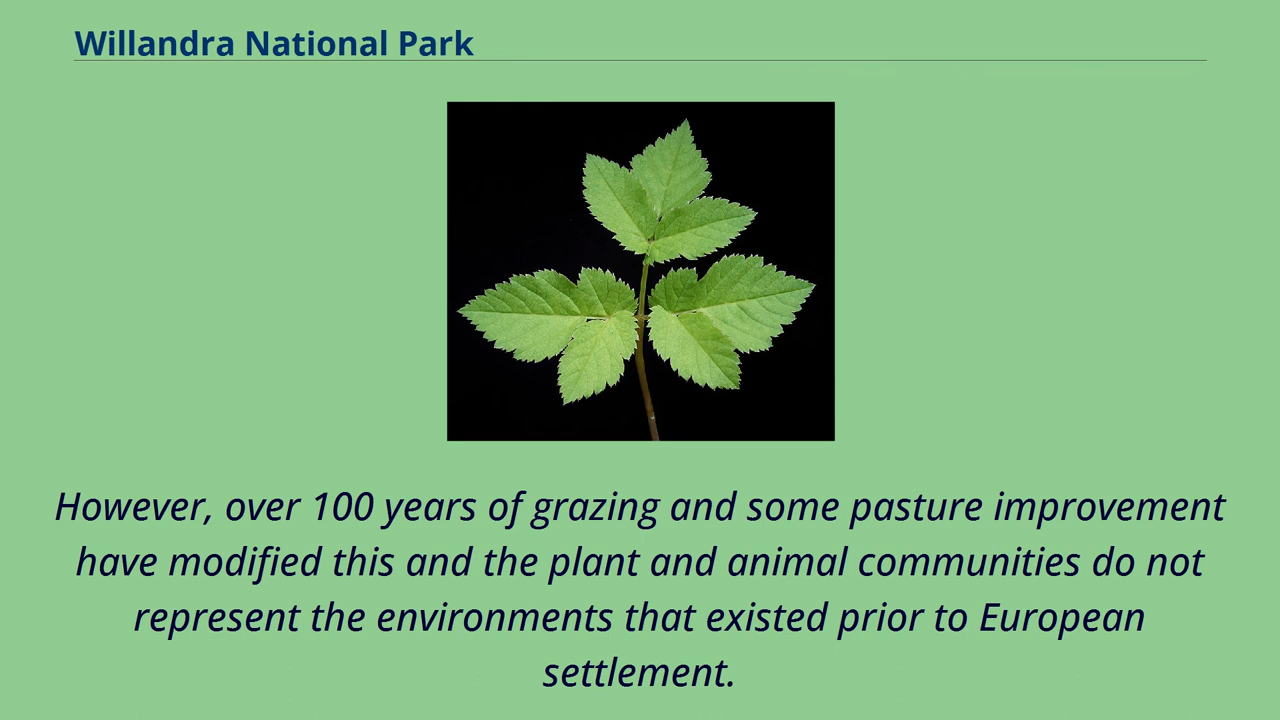 Willandra National Park
However, over 100 years of grazing and some pasture improvement
have modified this and the plant and animal communities do not
represent the environments that existed prior to European
settlement.